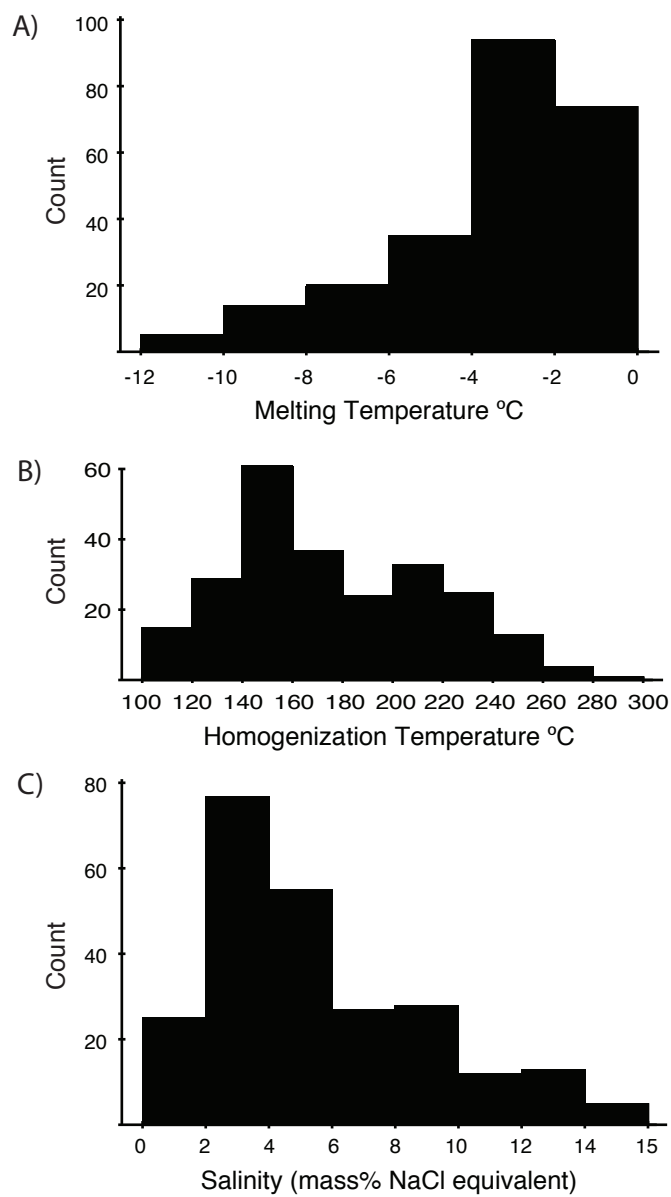 A)
100
80
60
40
20
Count
-12 -10 -8 -6 -4 -2 0
Melting Temperature ºC
B)
60
40
20
Count
100 120 140 160 180 200 220 240 260 280 300
Homogenization Temperature ºC
C)
80
60
40
20
Count
0 2 4 6 8 10 12 14 15
Salinity (mass% NaCl equivalent)